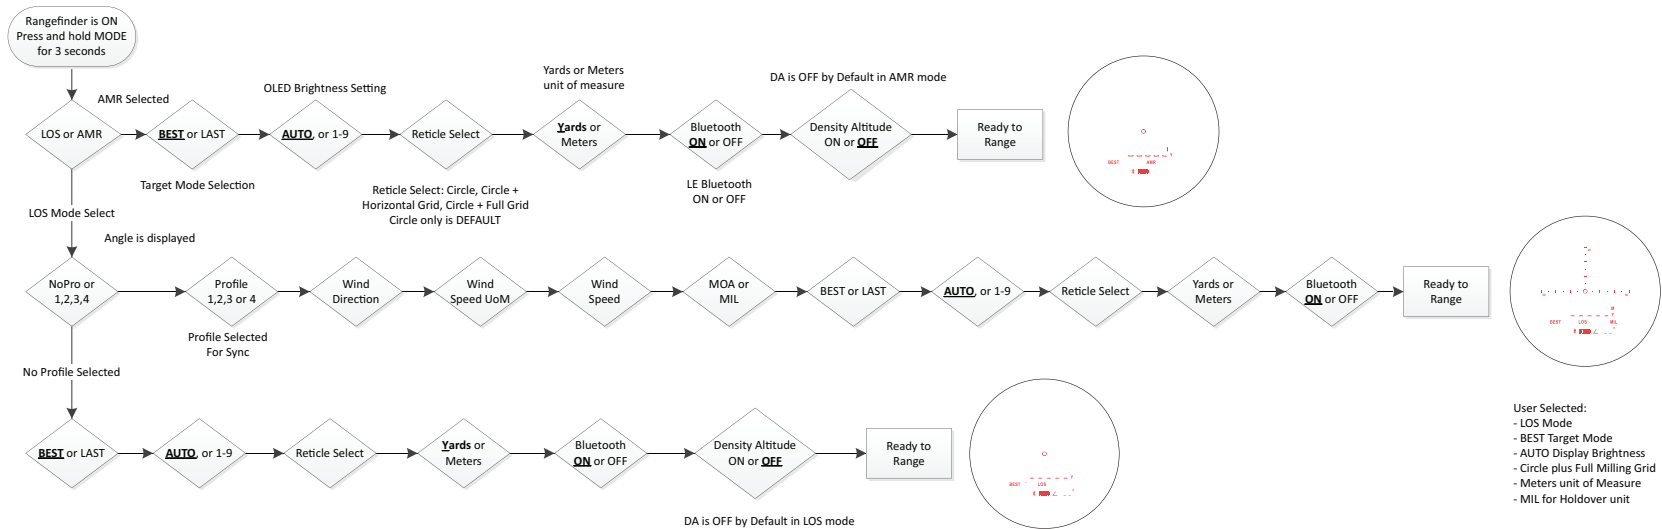 Rangefinder is ON
Press and hold MODE
for 3 seconds
AMR Selected
OLED Brightness Setting
Yards or Meters
unit of measure
DA is OFF by Default in AMR mode
LOS or AMR
BEST or LAST
AUTO, or 1-9
Reticle Select
Yards or
Meters
Bluetooth
ON or OFF
Density Altitude
ON or OFF
Ready to
Range
Y
BEST
AMR
Target Mode Selection
Reticle Select: Circle, Circle +
Horizontal Grid, Circle + Full Grid
Circle only is DEFAULT
LE Bluetooth
ON or OFF
LOS Mode Select
Angle is displayed
NoPro or
1,2,3,4
Profile
1,2,3 or 4
Wind
Direction
Wind
Speed UoM
Wind
Speed
MOA or
MIL
BEST or LAST
AUTO, or 1-9
Reticle Select
Yards or
Meters
Bluetooth
ON or OFF
Ready to
Range
M
Y
BEST
LOS
MIL
Profile Selected
For Sync
No Profile Selected
BEST or LAST
AUTO, or 1-9
Reticle Select
Yards or
Meters
Bluetooth
ON or OFF
Density Altitude
ON or OFF
Ready to
Range
Y
BEST
LOS
DA is OFF by Default in LOS mode
User Selected:
- LOS Mode
- BEST Target Mode
- AUTO Display Brightness
- Circle plus Full Milling Grid
- Meters unit of Measure
- MIL for Holdover unit